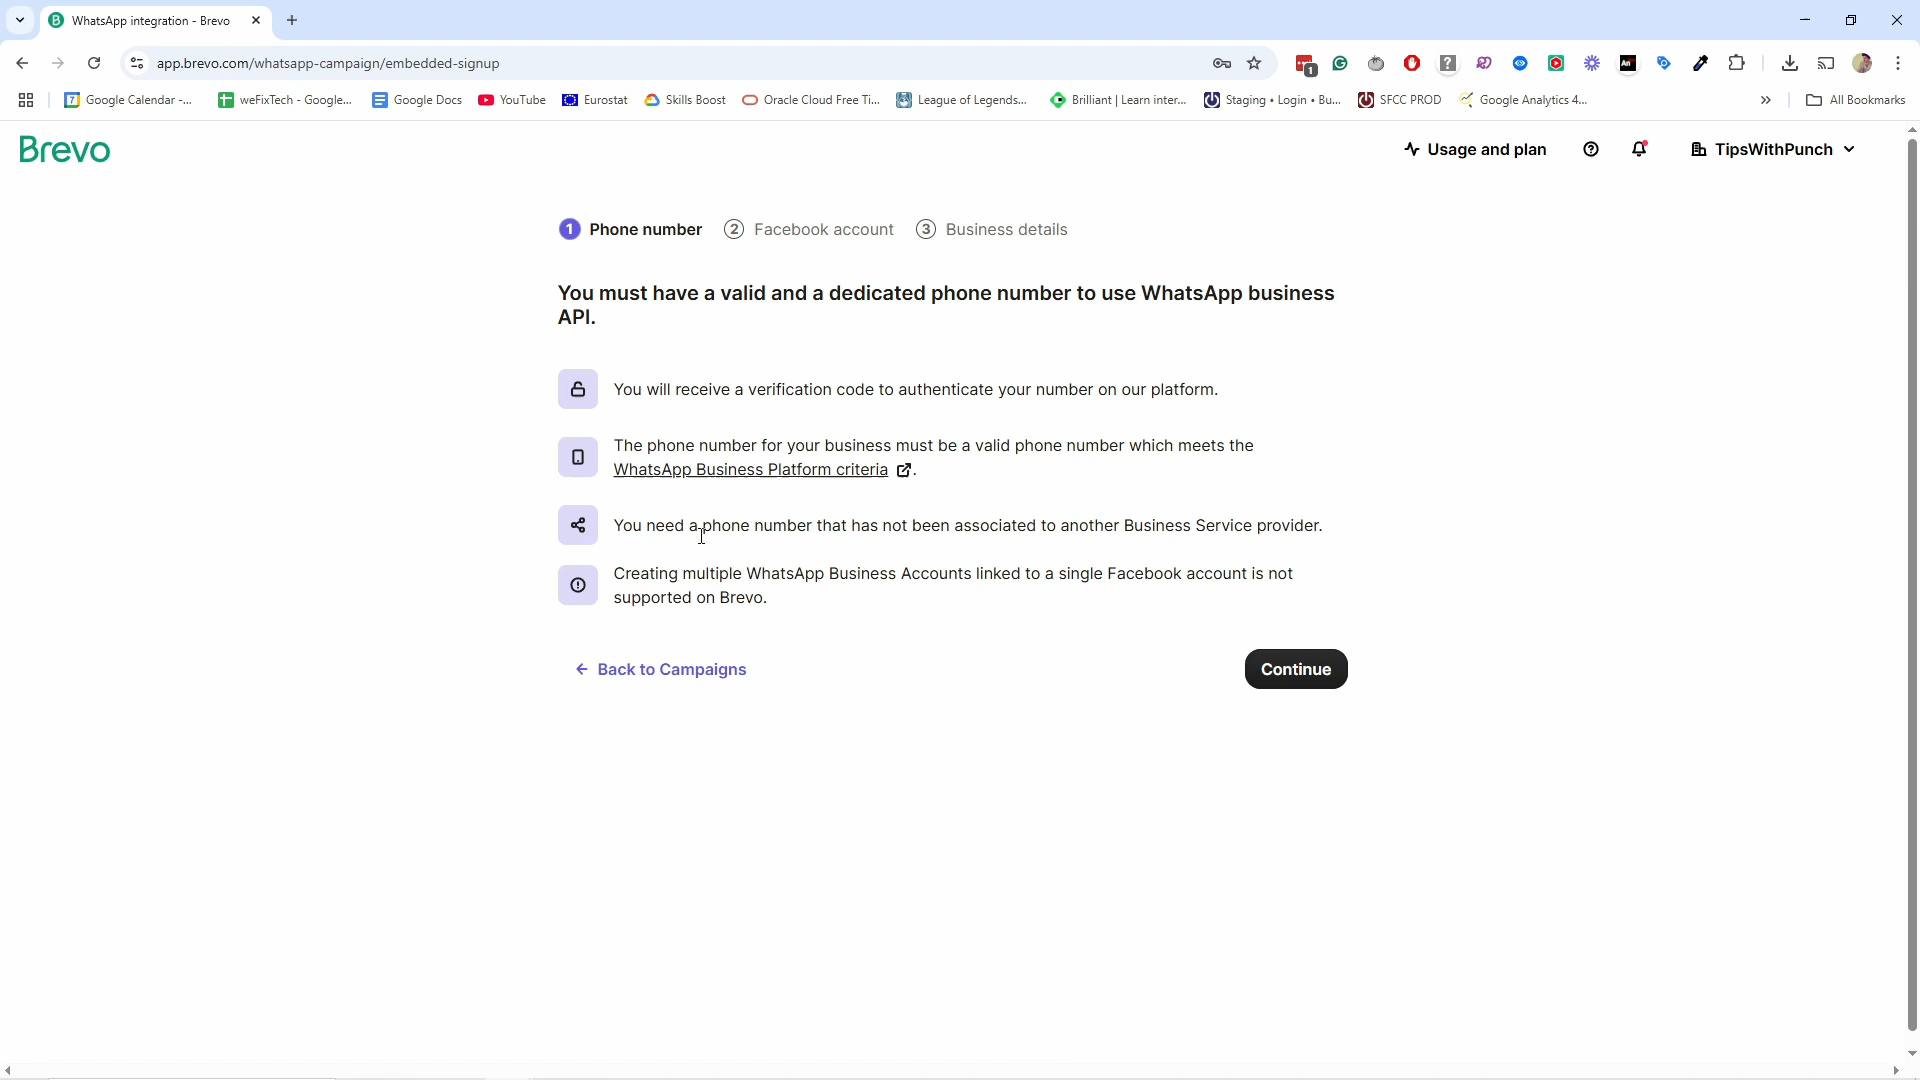 WhatsApp integration - Brevo
app.brevo.com/whatsapp-campaign/embedded-signup
1
Google Calendar -...
weFixTech - Google...
Google Docs
YouTube
Eurostat
Skills Boost
Oracle Cloud Free Ti...
League of Legends...
Brilliant | Learn inter...
Staging • Login • Bu...
SFCC PROD
Google Analytics 4...
All Bookmarks
Brevo
Usage and plan
TipsWithPunch
1 Phone number
2 Facebook account
3 Business details
You must have a valid and a dedicated phone number to use WhatsApp business
API.
You will receive a verification code to authenticate your number on our platform.
The phone number for your business must be a valid phone number which meets the
WhatsApp Business Platform criteria .
You need a phone number that has not been associated to another Business Service provider.
Creating multiple WhatsApp Business Accounts linked to a single Facebook account is not
supported on Brevo.
Back to Campaigns
Continue